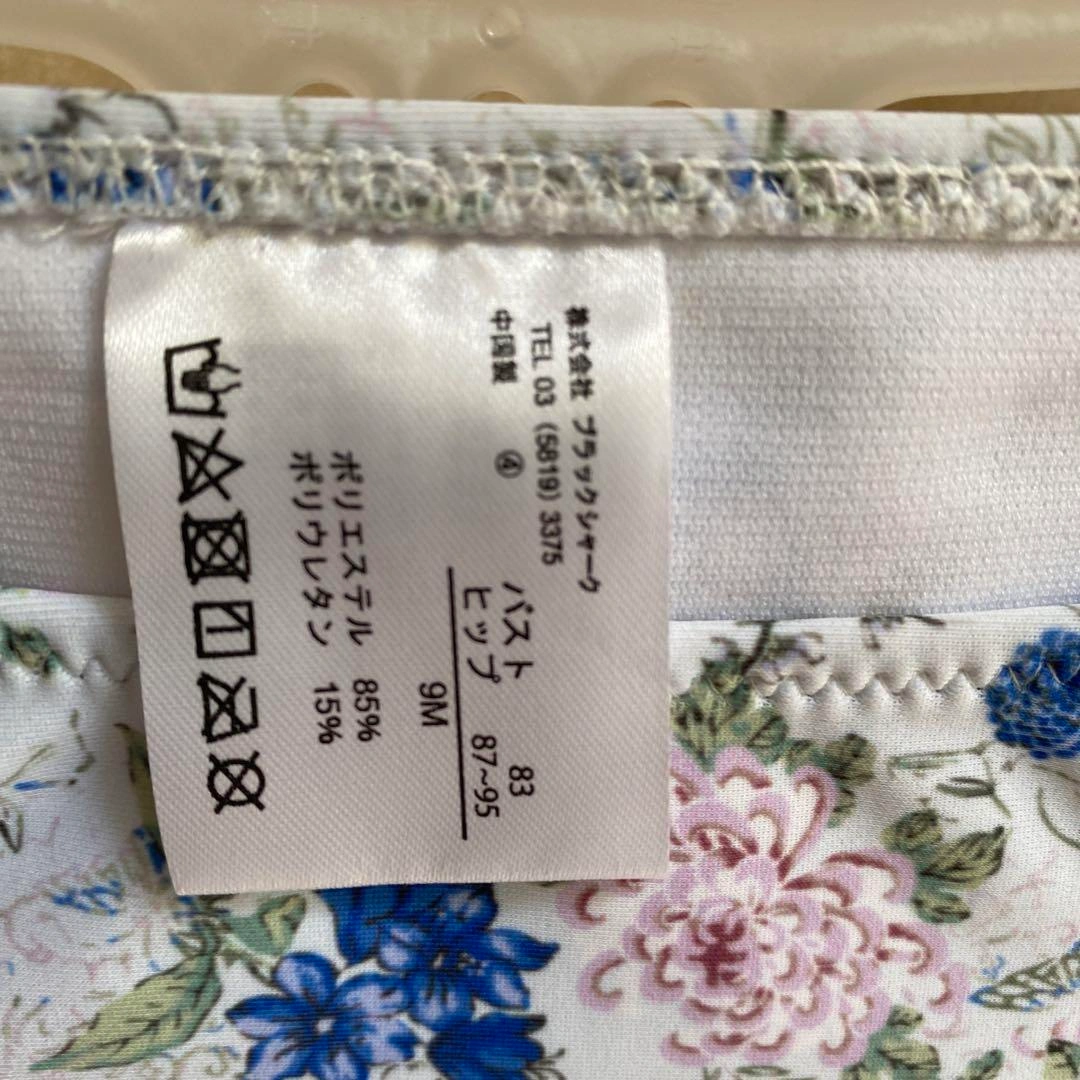 バスト 83
ヒップ 87~95
9M
ポリエステル 85%
ポリウレタン 15%
株式会社 ブラックシャーク
TEL 03 (5819) 3375
中国製 ④